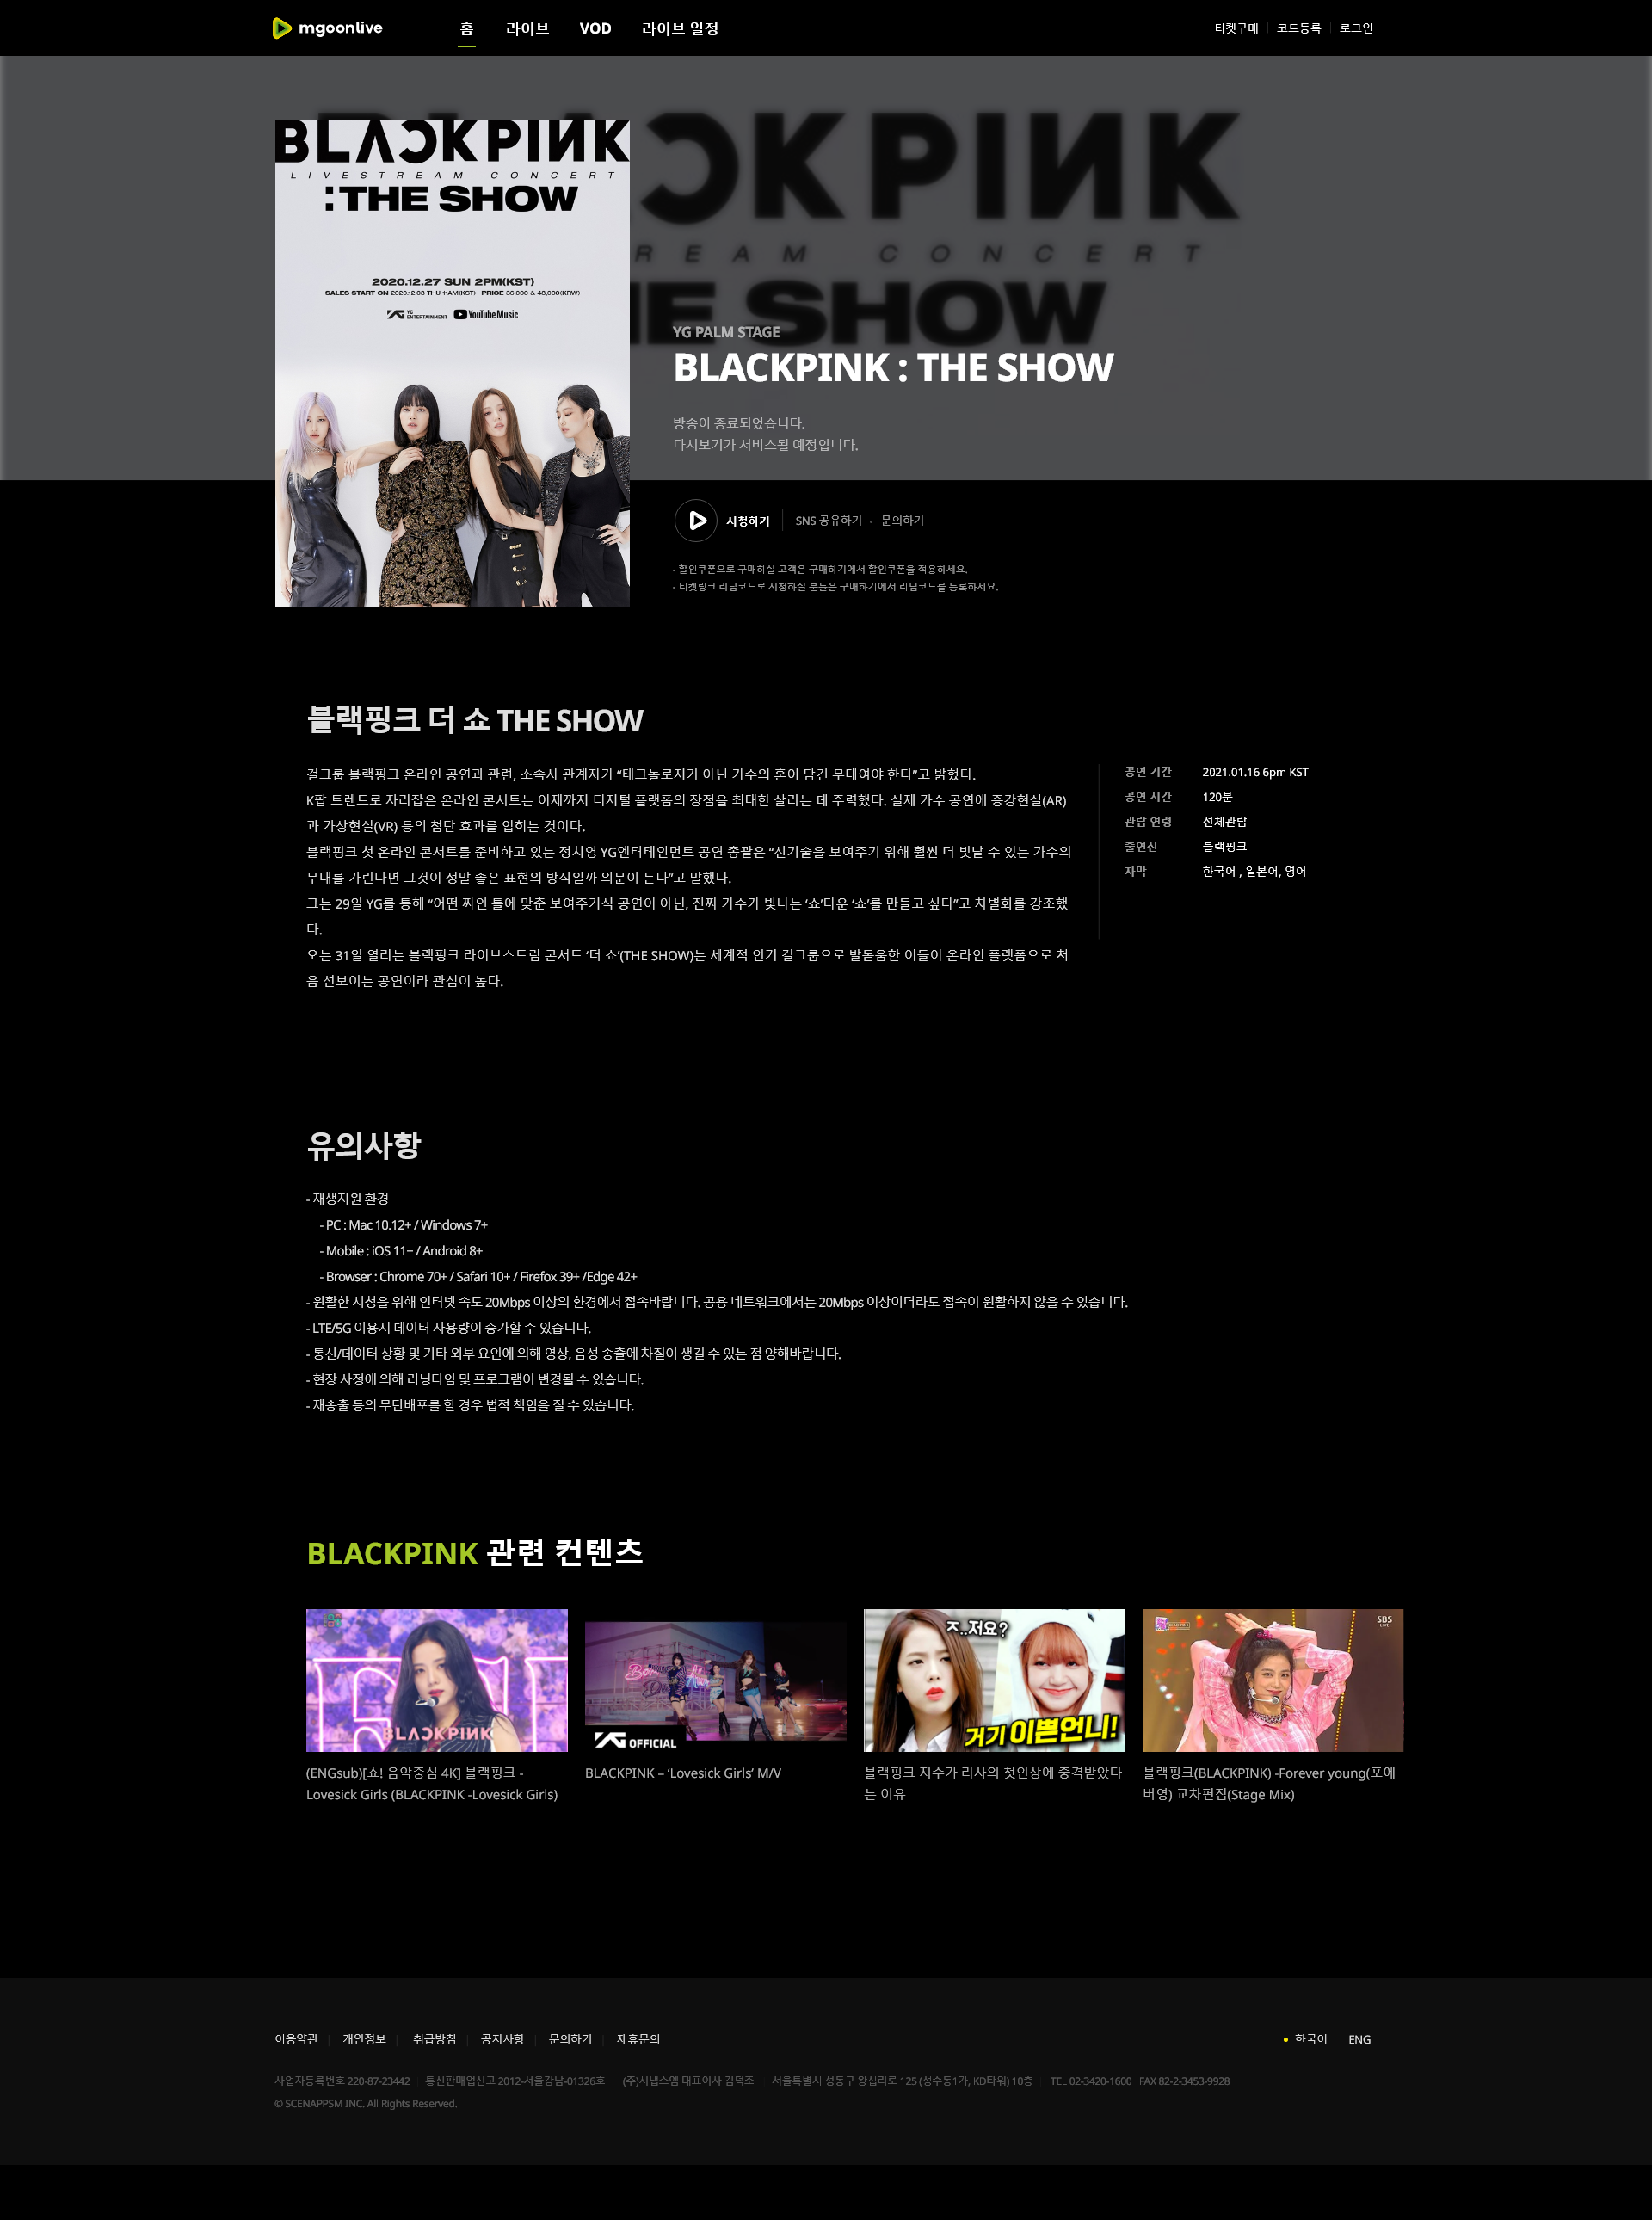 mgoonlive
홈 라이브 VOD 라이브 일정
티켓구매 코드등록 로그인
BLACKPINK
LIVESTREAM CONCERT
: THE SHOW
2020.12.27 SUN 2PM(KST)
SALES START ON 2020.12.03 THU 11AM(KST) PRICE 36,000 & 48,000(KRW)
YG ENTERTAINMENT YouTube Music
CKPINK
REAM CONCERT
THE SHOW
YG PALM STAGE
BLACKPINK : THE SHOW
방송이 종료되었습니다.
다시보기가 서비스될 예정입니다.
시청하기 SNS 공유하기 • 문의하기
- 할인쿠폰으로 구매하실 고객은 구매하기에서 할인쿠폰을 적용하세요.
- 티켓링크 리딤코드로 시청하실 분들은 구매하기에서 리딤코드를 등록하세요.
블랙핑크 더 쇼 THE SHOW
걸그룹 블랙핑크 온라인 공연과 관련, 소속사 관계자가 “테크놀로지가 아닌 가수의 혼이 담긴 무대여야 한다”고 밝혔다.
K팝 트렌드로 자리잡은 온라인 콘서트는 이제까지 디지털 플랫폼의 장점을 최대한 살리는 데 주력했다. 실제 가수 공연에 증강현실(AR)
과 가상현실(VR) 등의 첨단 효과를 입히는 것이다.
블랙핑크 첫 온라인 콘서트를 준비하고 있는 정치영 YG엔터테인먼트 공연 총괄은 “신기술을 보여주기 위해 훨씬 더 빛날 수 있는 가수의
무대를 가린다면 그것이 정말 좋은 표현의 방식일까 의문이 든다”고 말했다.
그는 29일 YG를 통해 “어떤 짜인 틀에 맞춘 보여주기식 공연이 아닌, 진짜 가수가 빛나는 ‘쇼’다운 ‘쇼’를 만들고 싶다”고 차별화를 강조했
다.
오는 31일 열리는 블랙핑크 라이브스트림 콘서트 ‘더 쇼’(THE SHOW)는 세계적 인기 걸그룹으로 발돋움한 이들이 온라인 플랫폼으로 처
음 선보이는 공연이라 관심이 높다.
공연 기간 2021.01.16 6pm KST
공연 시간 120분
관람 연령 전체관람
출연진 블랙핑크
자막 한국어 , 일본어, 영어
유의사항
- 재생지원 환경
- PC : Mac 10.12+ / Windows 7+
- Mobile : iOS 11+ / Android 8+
- Browser : Chrome 70+ / Safari 10+ / Firefox 39+ /Edge 42+
- 원활한 시청을 위해 인터넷 속도 20Mbps 이상의 환경에서 접속바랍니다. 공용 네트워크에서는 20Mbps 이상이더라도 접속이 원활하지 않을 수 있습니다.
- LTE/5G 이용시 데이터 사용량이 증가할 수 있습니다.
- 통신/데이터 상황 및 기타 외부 요인에 의해 영상, 음성 송출에 차질이 생길 수 있는 점 양해바랍니다.
- 현장 사정에 의해 러닝타임 및 프로그램이 변경될 수 있습니다.
- 재송출 등의 무단배포를 할 경우 법적 책임을 질 수 있습니다.
BLACKPINK 관련 컨텐츠
BLACKPINK
YG OFFICIAL
ㅈ..저요?
거기 이쁜언니!
SBS
LIVE
(ENGsub)[쇼! 음악중심 4K] 블랙핑크 -
Lovesick Girls (BLACKPINK -Lovesick Girls)
BLACKPINK – ‘Lovesick Girls’ M/V
블랙핑크 지수가 리사의 첫인상에 충격받았다
는 이유
블랙핑크(BLACKPINK) -Forever young(포에
버영) 교차편집(Stage Mix)
이용약관 개인정보 취급방침 공지사항 문의하기 제휴문의
한국어 ENG
사업자등록번호 220-87-23442 통신판매업신고 2012-서울강남-01326호 (주)시냅스엠 대표이사 김덕조 서울특별시 성동구 왕십리로 125 (성수동1가, KD타워) 10층 TEL 02-3420-1600 FAX 82-2-3453-9928
© SCENAPPSM INC. All Rights Reserved.